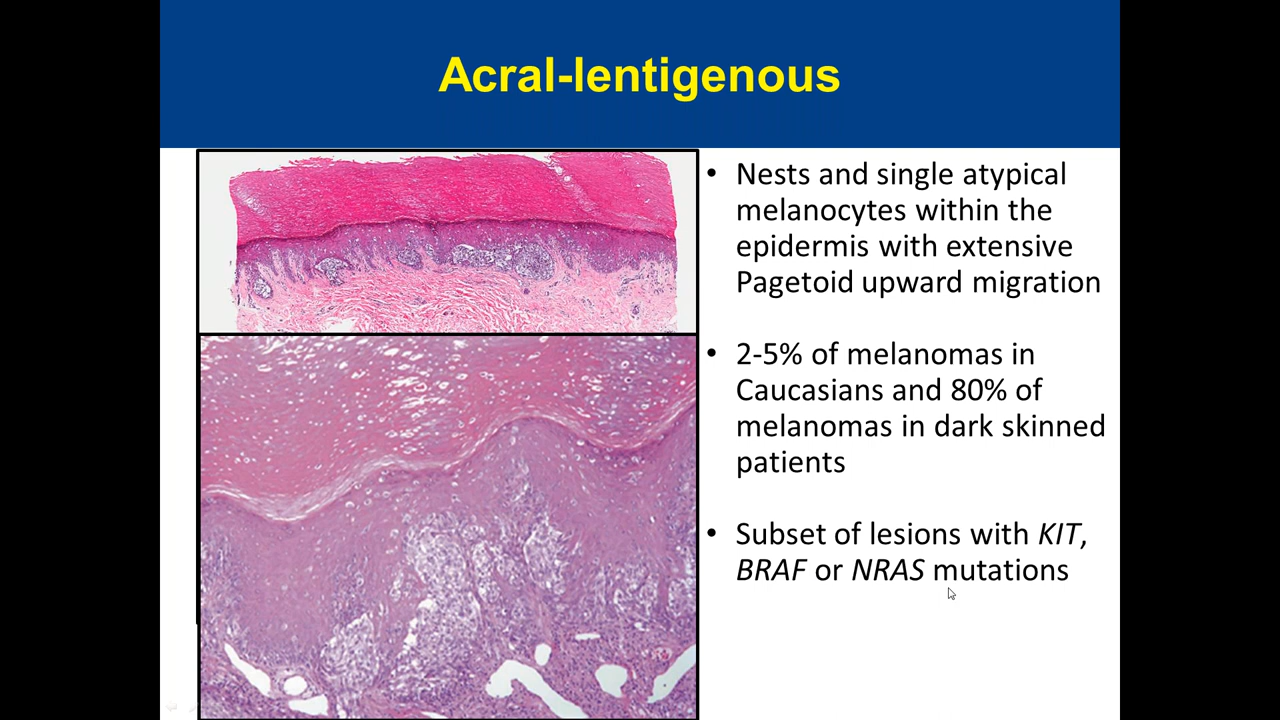 Acral-lentigenous
• Nests and single atypical
melanocytes within the
epidermis with extensive
Pagetoid upward migration
• 2-5% of melanomas in
Caucasians and 80% of
melanomas in dark skinned
patients
• Subset of lesions with KIT,
BRAF or NRAS mutations